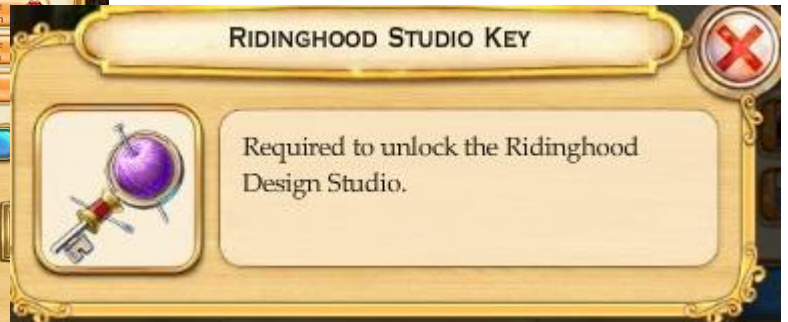 RIDINGHOOD STUDIO KEY
Required to unlock the Ridinghood
Design Studio.